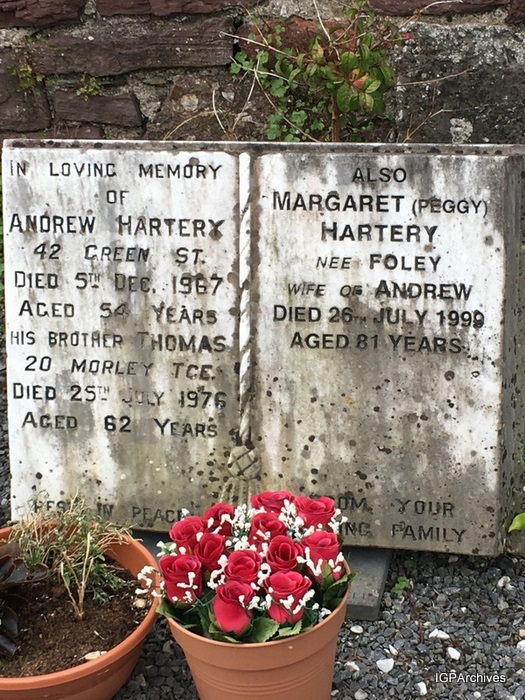 IN LOVING MEMORY
OF
ANDREW HARTERY
42 GREEN ST.
DIED 5TH DEC. 1967
AGED 54 YEARS
HIS BROTHER THOMAS
20 MORLEY TCE.
DIED 25TH JULY 1976
AGED 62 YEARS
REST IN PEACE
ALSO
MARGARET (PEGGY)
HARTERY
NEE FOLEY
WIFE OF ANDREW
DIED 26TH JULY 1999
AGED 81 YEARS.
YOUR
FAMILY
IGPArchives